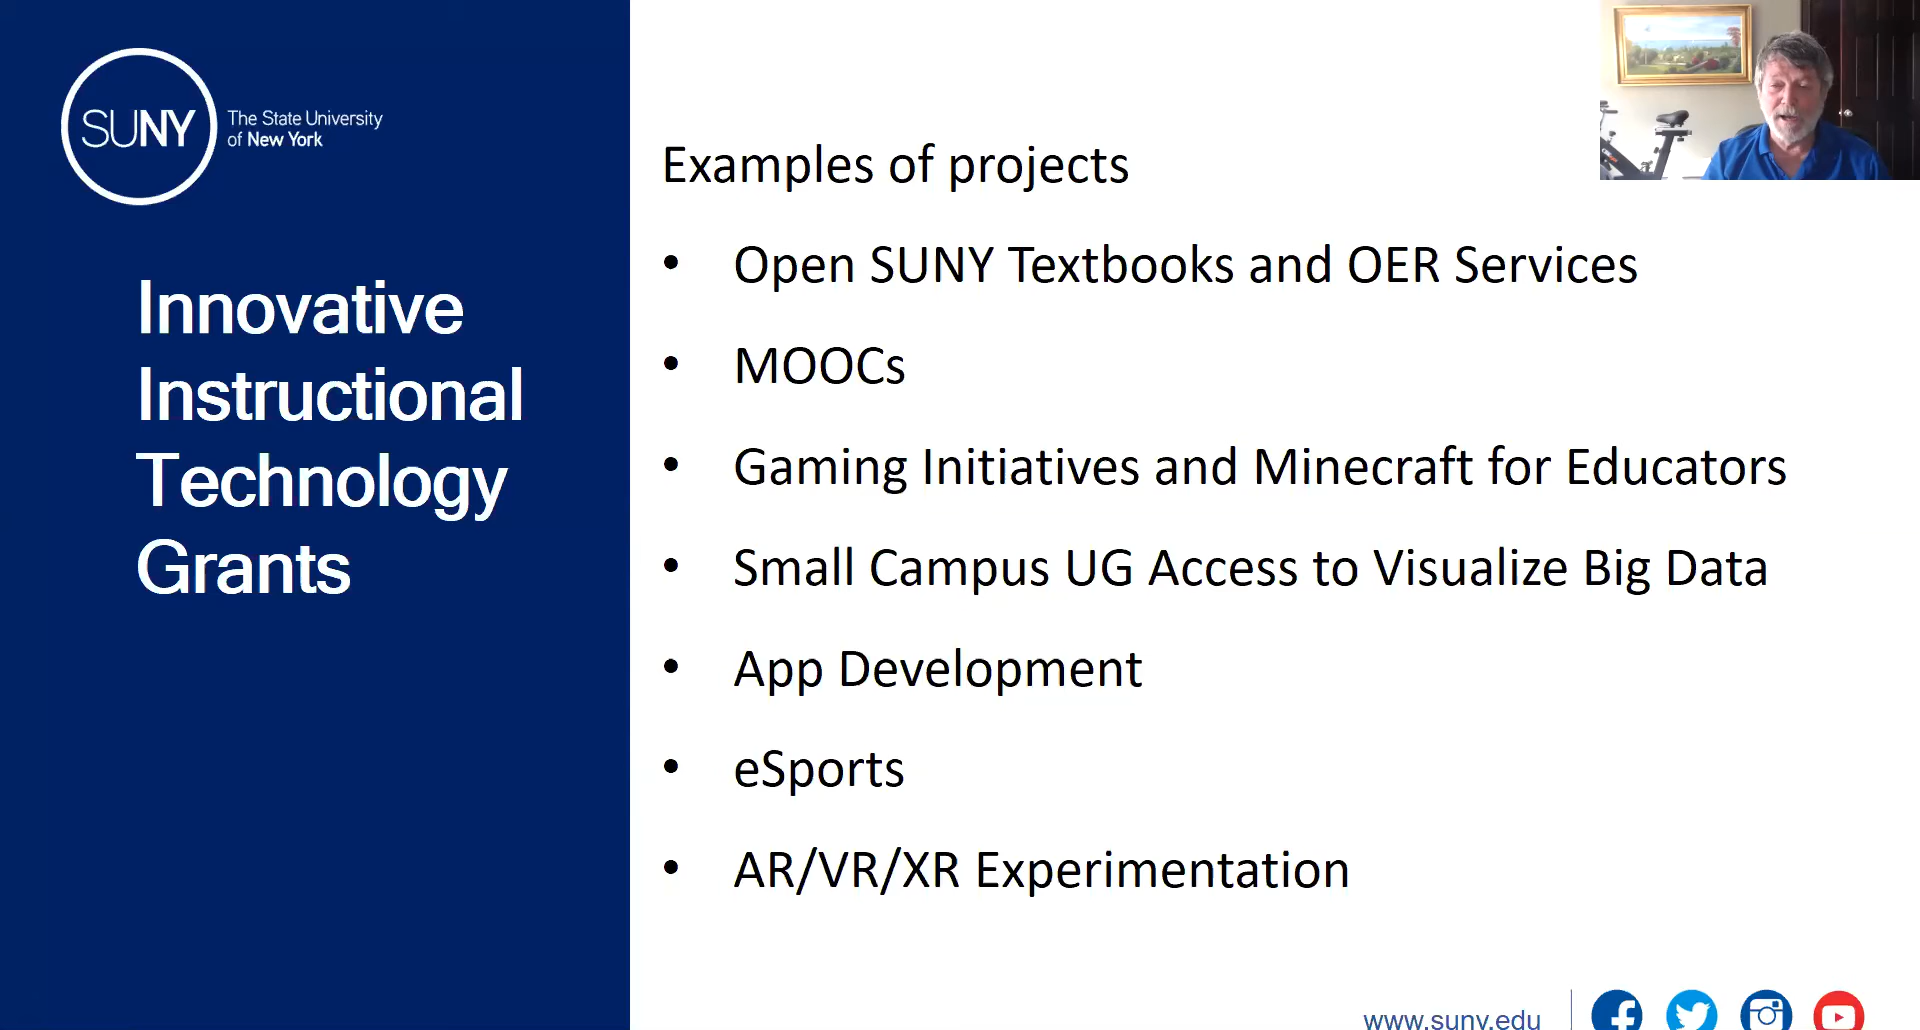 SUNY
The State University
of New York
Innovative
Instructional
Technology
Grants
Examples of projects
• Open SUNY Textbooks and OER Services
• MOOCs
• Gaming Initiatives and Minecraft for Educators
• Small Campus UG Access to Visualize Big Data
• App Development
• eSports
• AR/VR/XR Experimentation
www.suny.edu